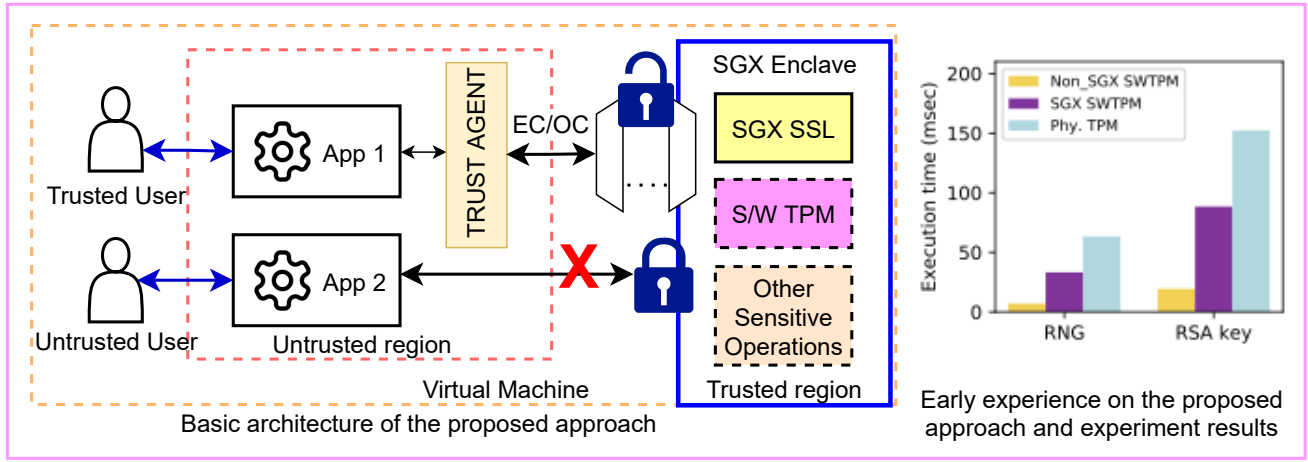 Trusted User
Untrusted User
App 1
App 2
TRUST AGENT
EC/OC
X
Untrusted region
Virtual Machine
SGX Enclave
SGX SSL
....
S/W TPM
Other
Sensitive
Operations
Trusted region
Basic architecture of the proposed approach
Execution time (msec)
200
150
100
50
0
Non_SGX SWTPM
SGX SWTPM
Phy. TPM
RNG
RSA key
Early experience on the proposed
approach and experiment results